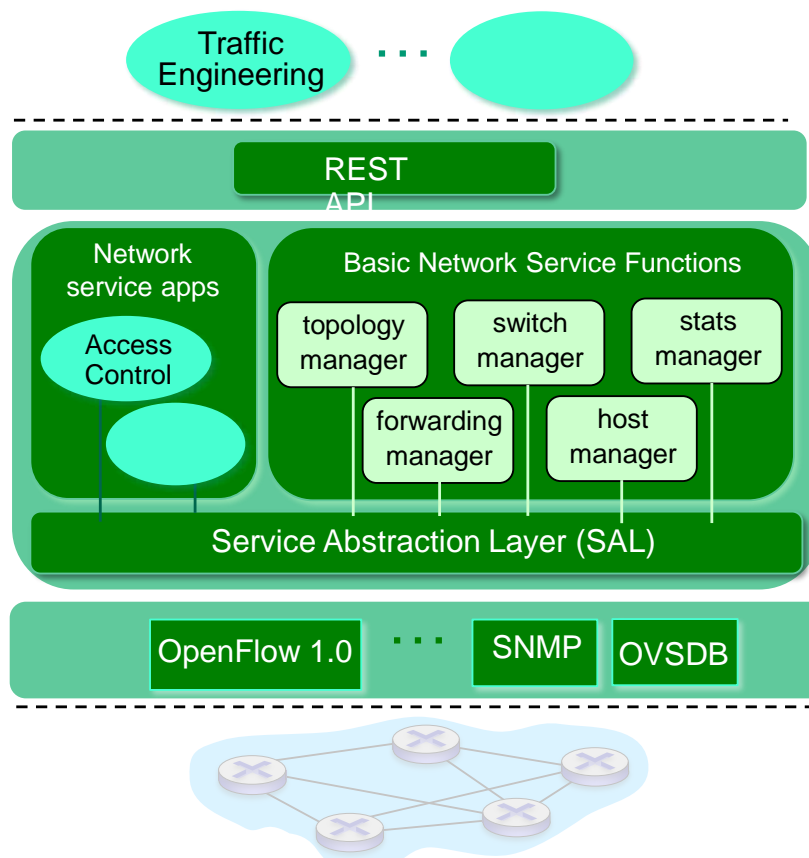 Traffic
Engineering
...
REST
API
Network
service apps
Basic Network Service Functions
topology
manager
switch
manager
stats
manager
Access
Control
forwarding
manager
host
manager
Service Abstraction Layer (SAL)
OpenFlow 1.0
...
SNMP
OVSDB